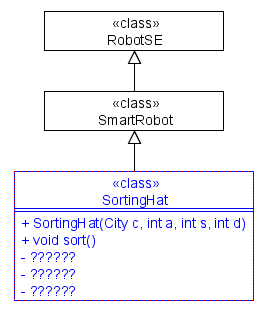 «class»
RobotSE
«class»
SmartRobot
«class»
SortingHat
+ SortingHat(City c, int a, int s, int d)
+ void sort()
- ??????
- ??????
- ??????